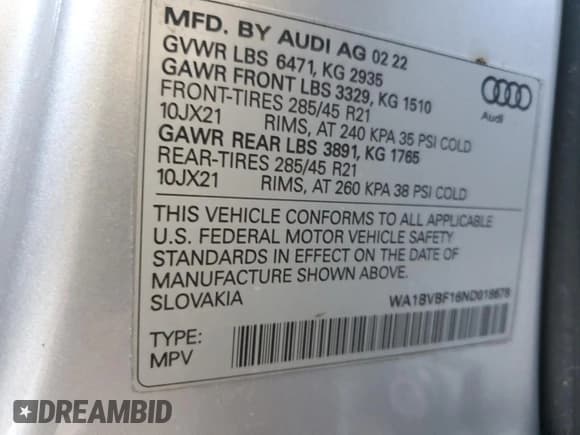 MFD. BY AUDI AG 02 22
GVWR LBS 6471, KG 2935
GAWR FRONT LBS 3329, KG 1510
FRONT-TIRES 285/45 R21
10JX21 RIMS, AT 240 KPA 35 PSI COLD
GAWR REAR LBS 3891, KG 1765
REAR-TIRES 285/45 R21
10JX21 RIMS, AT 260 KPA 38 PSI COLD
Audi
THIS VEHICLE CONFORMS TO ALL APPLICABLE
U.S. FEDERAL MOTOR VEHICLE SAFETY
STANDARDS IN EFFECT ON THE DATE OF
MANUFACTURE SHOWN ABOVE.
SLOVAKIA
TYPE:
MPV
DREAMBID